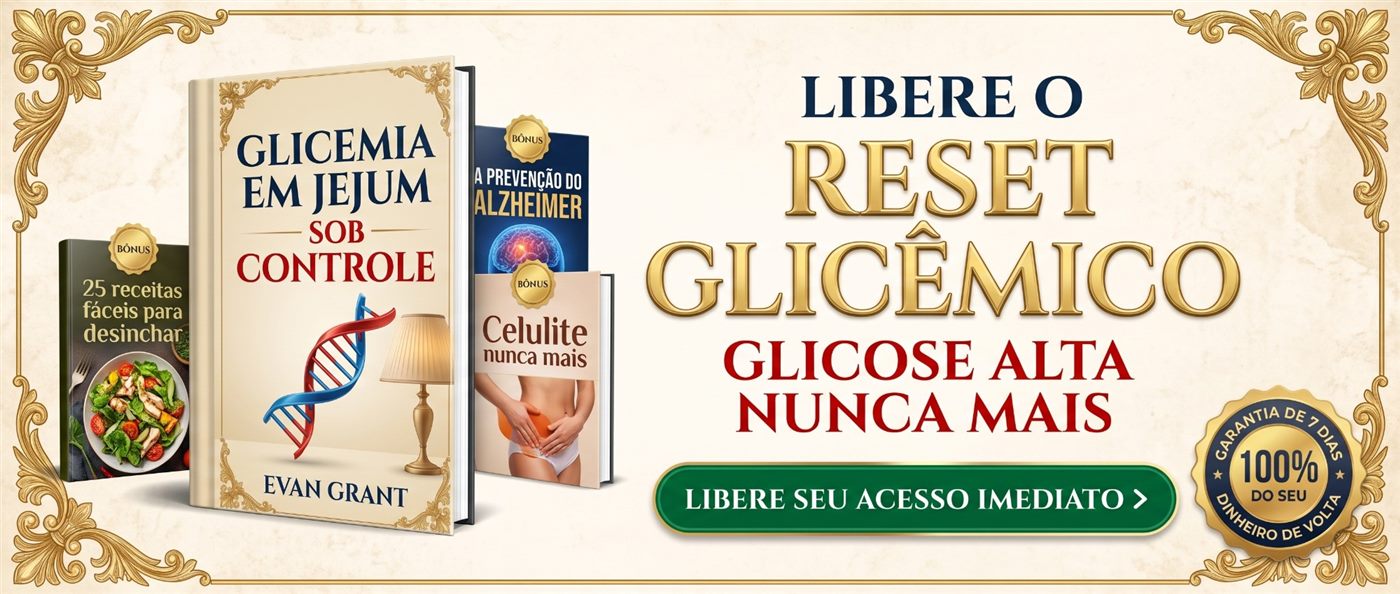 BÔNUS
25 receitas
fáceis para
desinchar
GLICEMIA
EM JEJUM
SOB
CONTROLE
EVAN GRANT
BÔNUS
A PREVENÇÃO DO
ALZHEIMER
BÔNUS
Celulite
nunca mais
LIBERE O
RESET
GLICÊMICO
GLICOSE ALTA
NUNCA MAIS
LIBERE SEU ACESSO IMEDIATO >
GARANTIA DE 7 DIAS
100%
DO SEU
DINHEIRO DE VOLTA